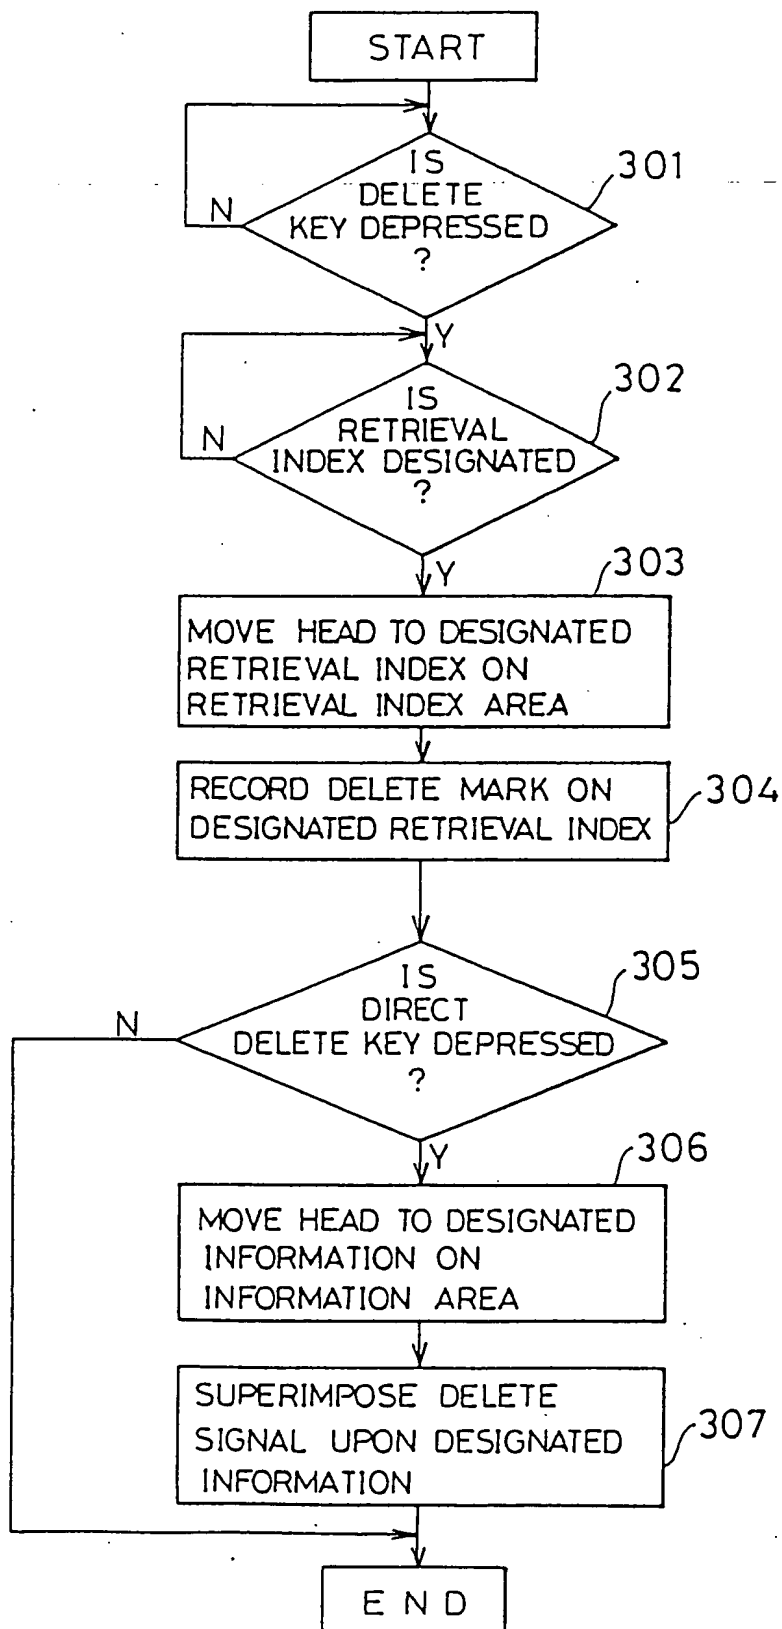 START
IS
DELETE
KEY DEPRESSED
?
301
N
Y
IS
RETRIEVAL
INDEX DESIGNATED
?
302
N
Y
303
MOVE HEAD TO DESIGNATED
RETRIEVAL INDEX ON
RETRIEVAL INDEX AREA
RECORD DELETE MARK ON
DESIGNATED RETRIEVAL INDEX
304
IS
DIRECT
DELETE KEY DEPRESSED
?
305
N
Y
306
MOVE HEAD TO DESIGNATED
INFORMATION ON
INFORMATION AREA
SUPERIMPOSE DELETE
SIGNAL UPON DESIGNATED
INFORMATION
307
END